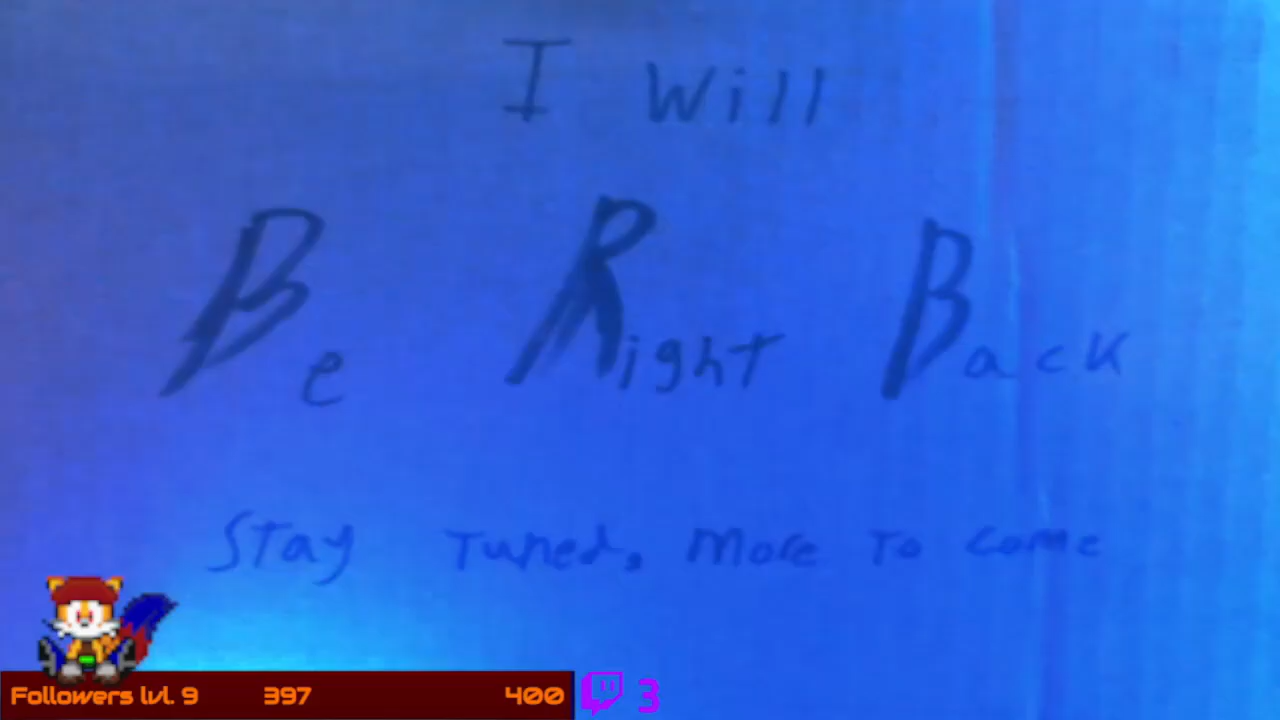 I will
Be Right Back
Stay Tuned, More To Come
Followers lvl. 9 397 400 3